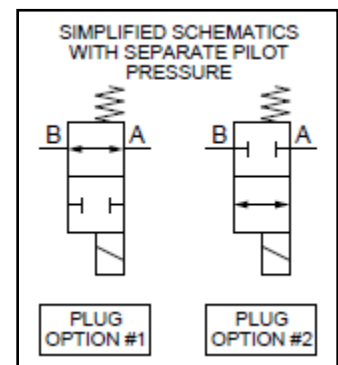 SIMPLIFIED SCHEMATICS
WITH SEPARATE PILOT
PRESSURE
B A B A
PLUG
OPTION #1
PLUG
OPTION #2